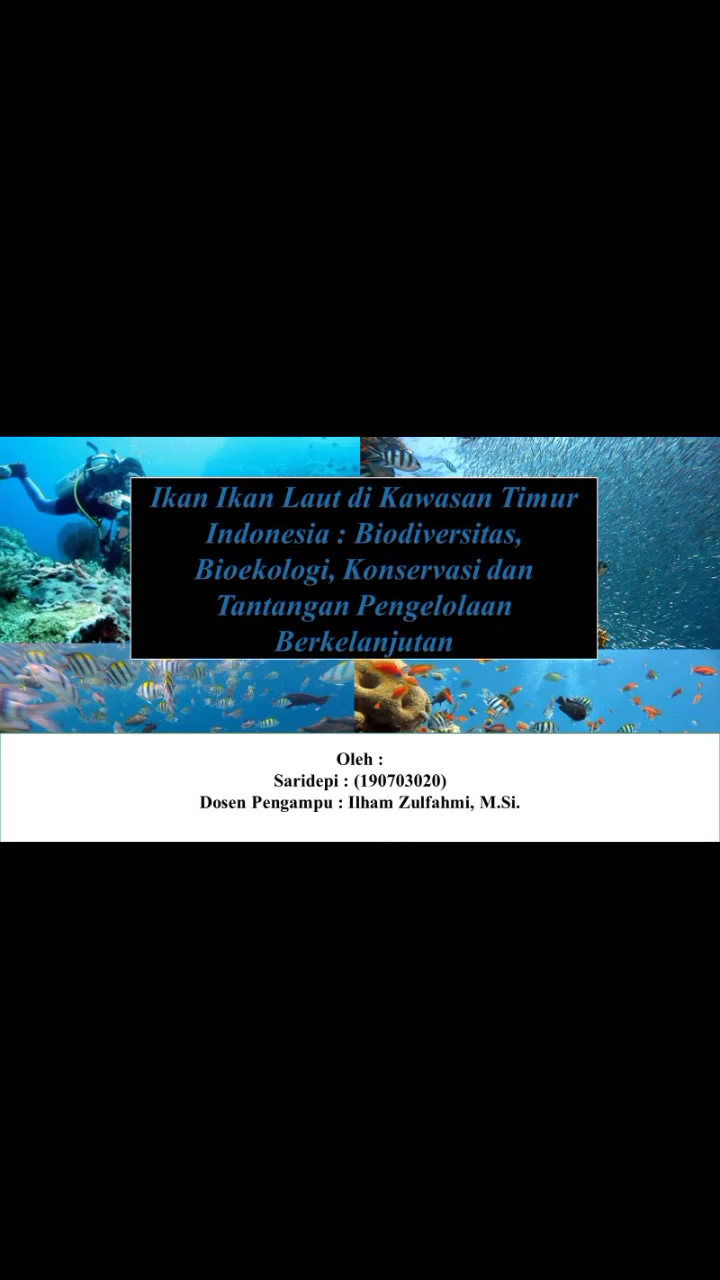 Ikan Ikan Laut di Kawasan Timur
Indonesia : Biodiversitas,
Bioekologi, Konservasi dan
Tantangan Pengelolaan
Berkelanjutan
Oleh :
Saridepi : (190703020)
Dosen Pengampu : Ilham Zulfahmi, M.Si.